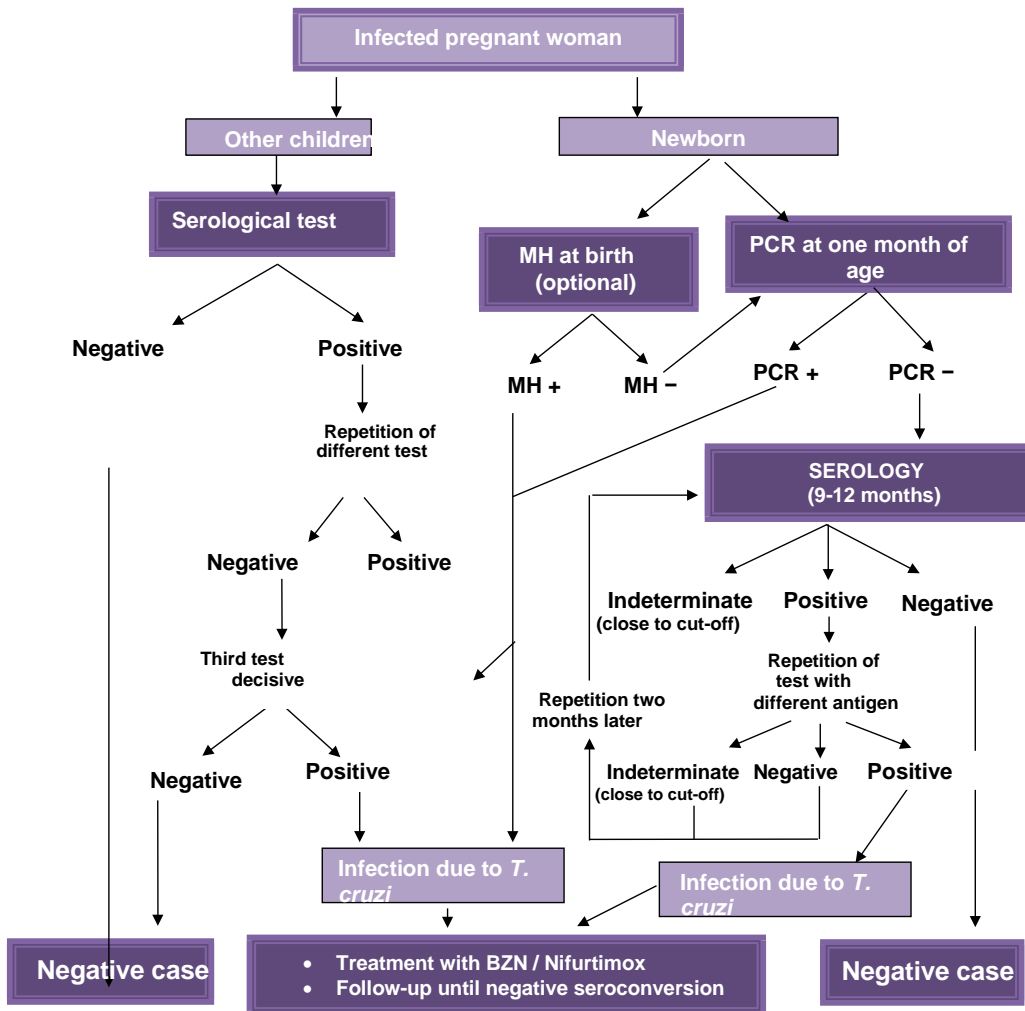 Infected pregnant woman
Other children
Newborn
Serological test
MH at birth
(optional)
PCR at one month of
age
Negative
Positive
MH +
MH −
PCR +
PCR −
Repetition of
different test
SEROLOGY
(9-12 months)
Negative
Positive
Indeterminate
(close to cut-off)
Positive
Negative
Third test
decisive
Repetition of
test with
different antigen
Repetition two
months later
Negative
Positive
Indeterminate
(close to cut-off)
Negative
Positive
Infection due to T.
cruzi
Infection due to T.
cruzi
Negative case
• Treatment with BZN / Nifurtimox
• Follow-up until negative seroconversion
Negative case